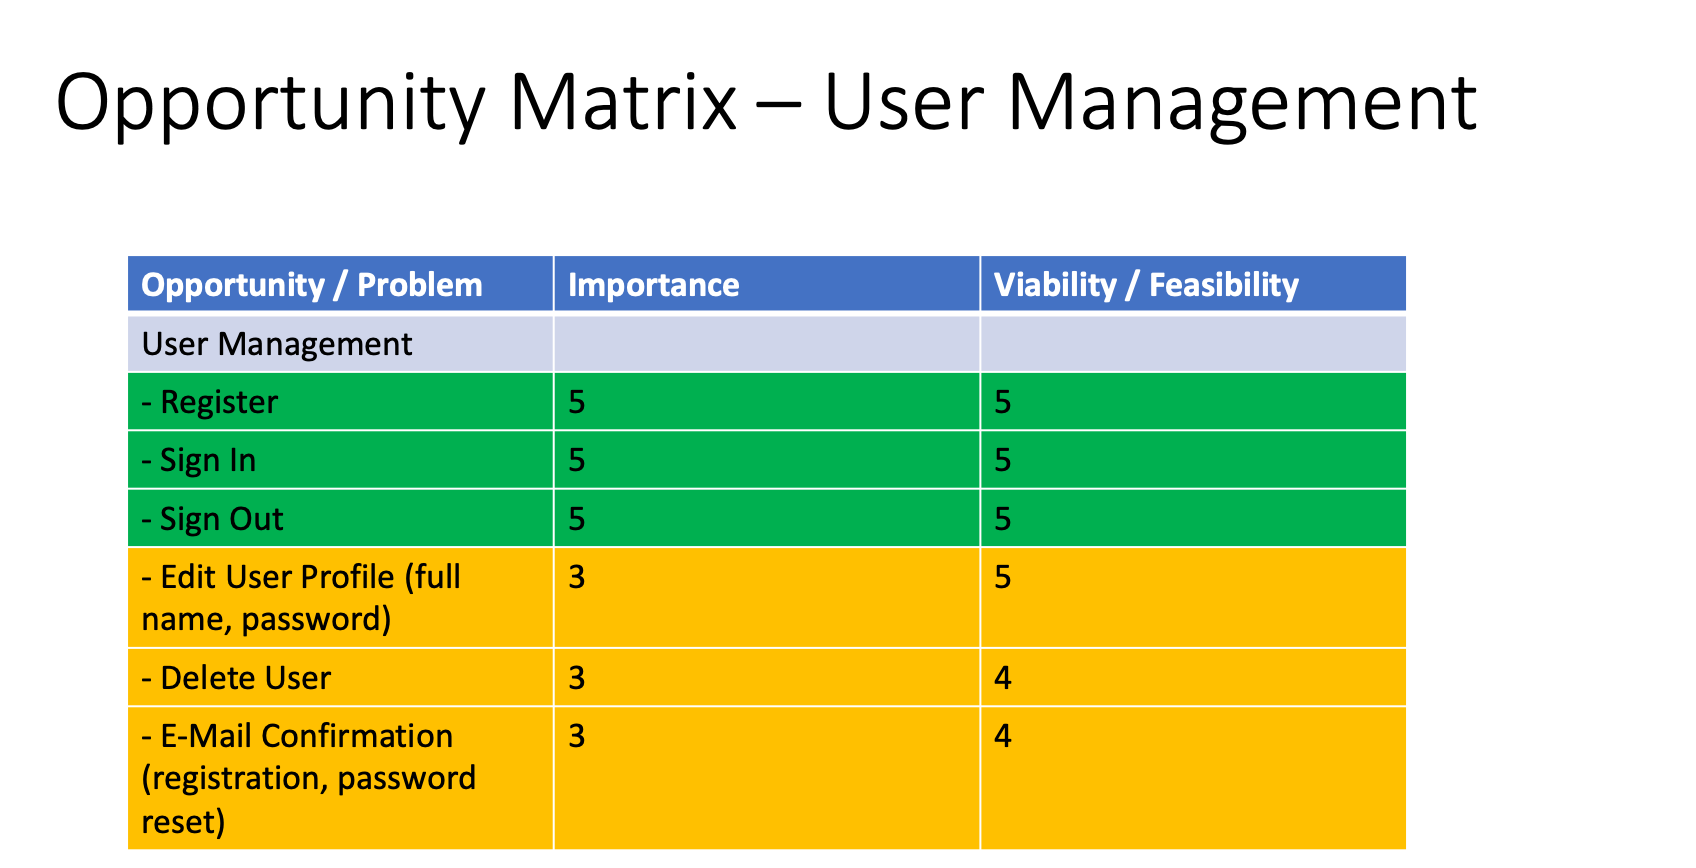 Opportunity Matrix – User Management
Opportunity / Problem
Importance
Viability / Feasibility
User Management
- Register
5
5
- Sign In
5
5
- Sign Out
5
5
- Edit User Profile (full
name, password)
3
5
- Delete User
3
4
- E-Mail Confirmation
(registration, password
reset)
3
4